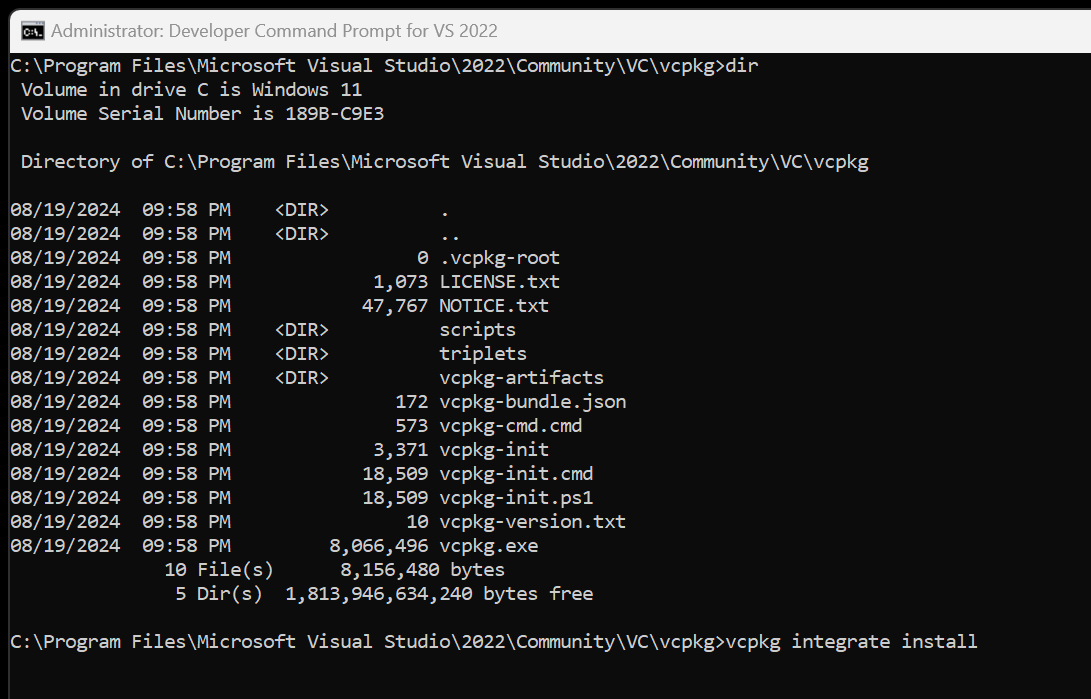 Administrator: Developer Command Prompt for VS 2022
C:\Program Files\Microsoft Visual Studio\2022\Community\VC\vcpkg>dir
 Volume in drive C is Windows 11
 Volume Serial Number is 189B-C9E3

 Directory of C:\Program Files\Microsoft Visual Studio\2022\Community\VC\vcpkg

08/19/2024  09:58 PM    <DIR>          .
08/19/2024  09:58 PM    <DIR>          ..
08/19/2024  09:58 PM                 0 .vcpkg-root
08/19/2024  09:58 PM             1,073 LICENSE.txt
08/19/2024  09:58 PM            47,767 NOTICE.txt
08/19/2024  09:58 PM    <DIR>          scripts
08/19/2024  09:58 PM    <DIR>          triplets
08/19/2024  09:58 PM    <DIR>          vcpkg-artifacts
08/19/2024  09:58 PM               172 vcpkg-bundle.json
08/19/2024  09:58 PM               573 vcpkg-cmd.cmd
08/19/2024  09:58 PM             3,371 vcpkg-init
08/19/2024  09:58 PM            18,509 vcpkg-init.cmd
08/19/2024  09:58 PM            18,509 vcpkg-init.ps1
08/19/2024  09:58 PM                10 vcpkg-version.txt
08/19/2024  09:58 PM         8,066,496 vcpkg.exe
              10 File(s)      8,156,480 bytes
               5 Dir(s)  1,813,946,634,240 bytes free

C:\Program Files\Microsoft Visual Studio\2022\Community\VC\vcpkg>vcpkg integrate install